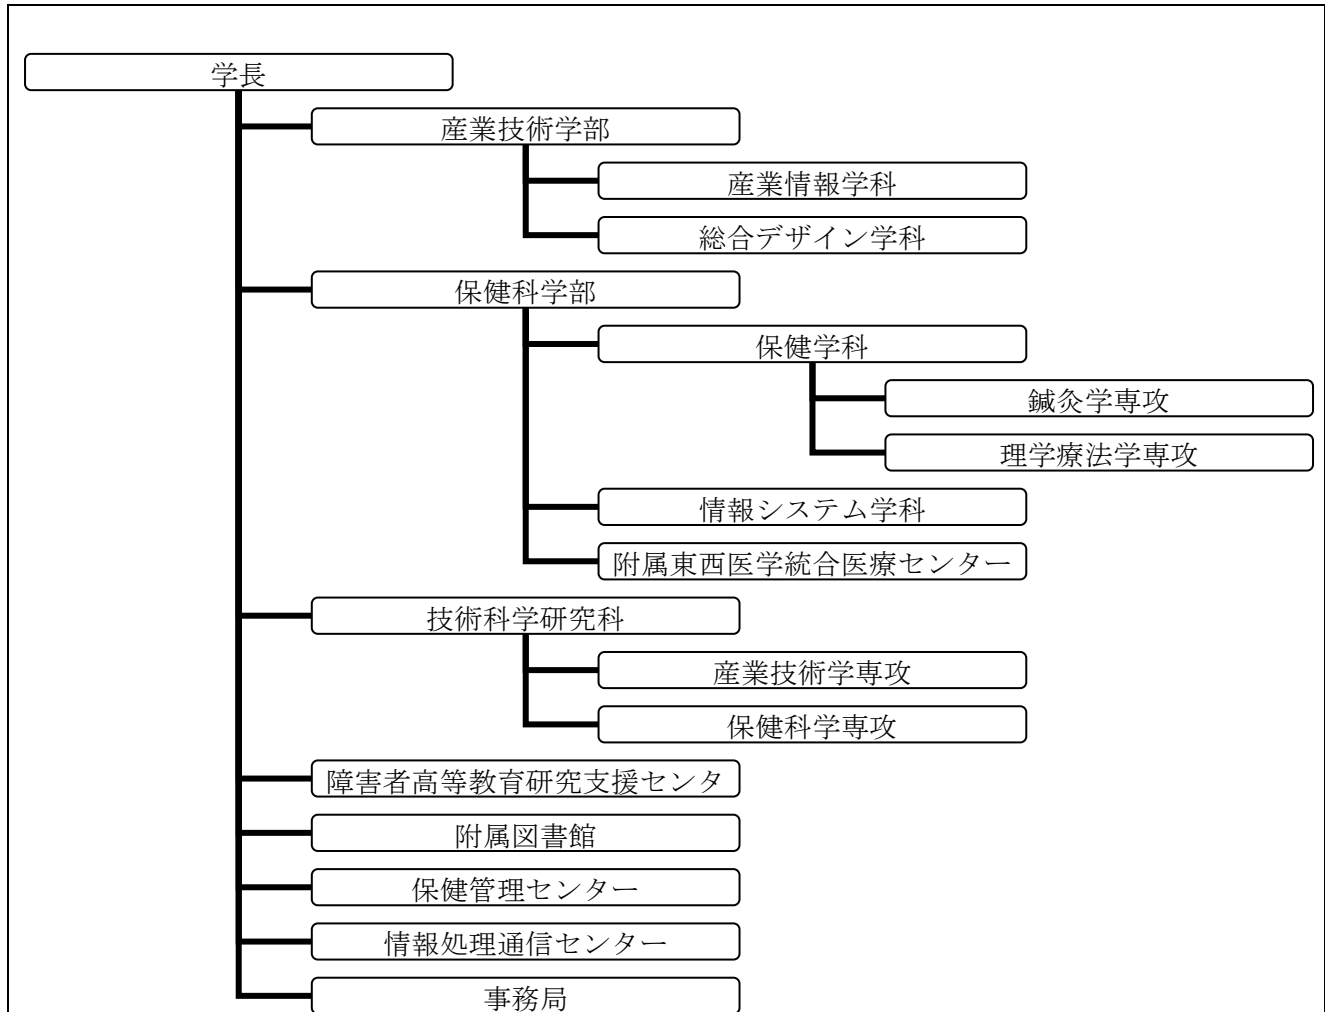 学長
産業技術学部
産業情報学科
総合デザイン学科
保健科学部
保健学科
鍼灸学専攻
理学療法学専攻
情報システム学科
附属東西医学統合医療センター
技術科学研究科
産業技術学専攻
保健科学専攻
障害者高等教育研究支援センタ
附属図書館
保健管理センター
情報処理通信センター
事務局